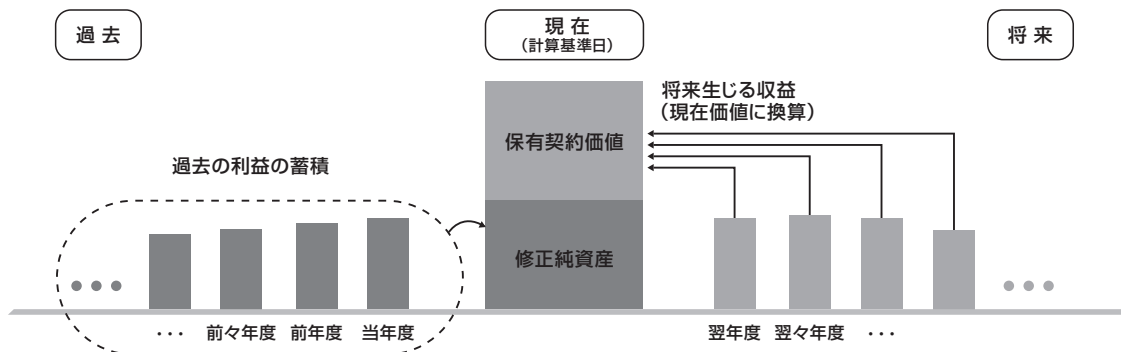 過去
現在
(計算基準日)
将来
将来生じる収益
(現在価値に換算)
保有契約価値
過去の利益の蓄積
修正純資産
･･･ 前々年度 前年度 当年度
翌年度 翌々年度 ･･･